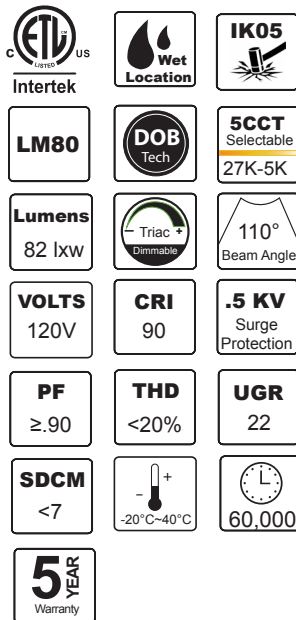 C ETL US
LISTED
Intertek
Wet
Location
IK05
LM80
DOB
Tech
5CCT
Selectable
27K-5K
Lumens
82 lxw
- Triac +
Dimmable
110°
Beam Angle
VOLTS
120V
CRI
90
.5 KV
Surge
Protection
PF
≥.90
THD
<20%
UGR
22
SDCM
<7
- +
-20°C~40°C
60,000
5 YEAR
Warranty